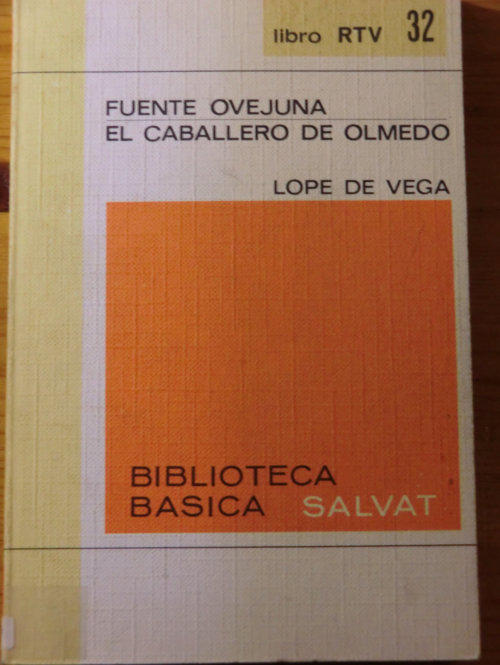 libro RTV 32
FUENTE OVEJUNA
EL CABALLERO DE OLMEDO
LOPE DE VEGA
BIBLIOTECA
BASICA SALVAT